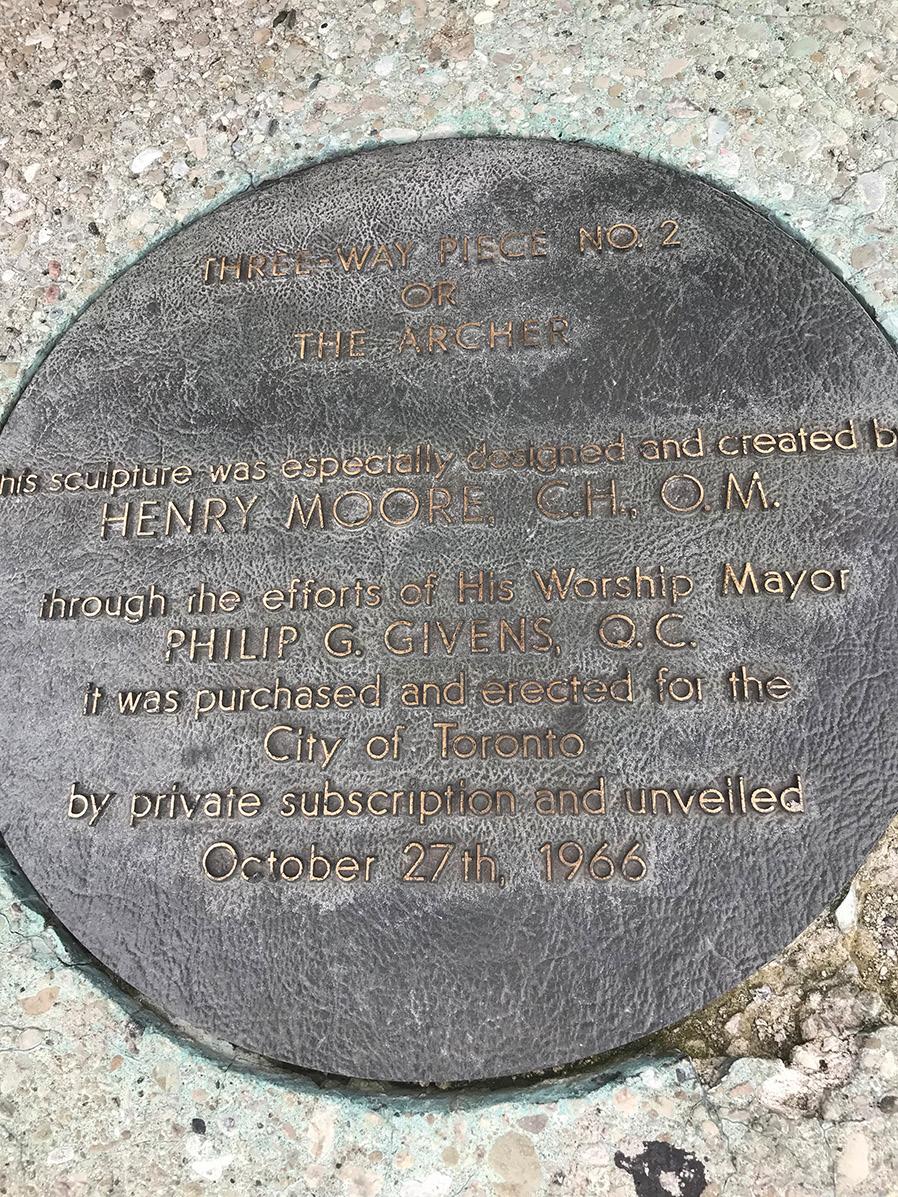 THREE-WAY PIECE NO. 2
OR
THE ARCHER
his sculpture was especially designed and created b
HENRY MOORE, C.H., O.M.
through the efforts of His Worship Mayor
PHILIP G. GIVENS, Q.C.
it was purchased and erected for the
City of Toronto
by private subscription and unveiled
October 27th, 1966